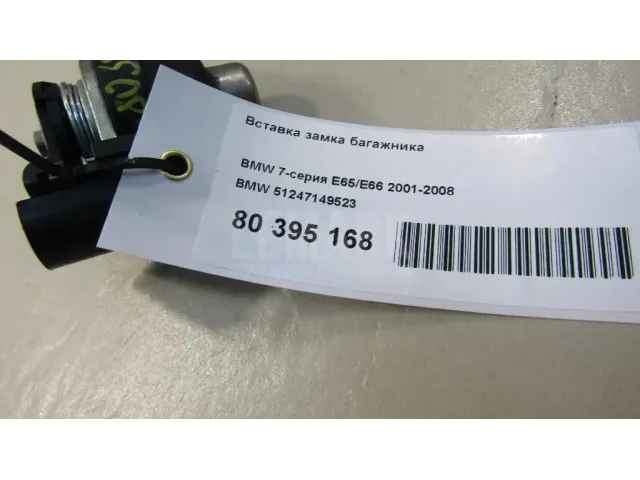 Вставка замка багажника
BMW 7-серия E65/E66 2001-2008
BMW 51247149523
80 395 168